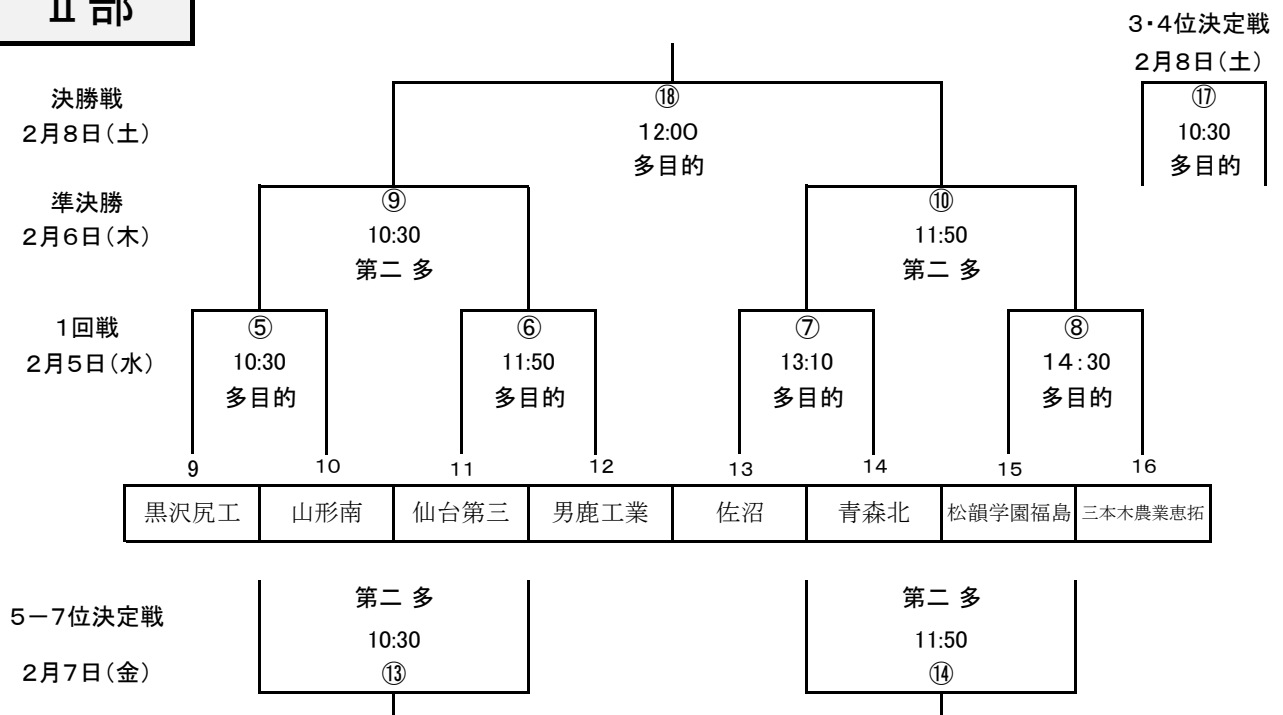 Ⅱ部
3・4位決定戦
2月8日(土)
⑰
10:30
多目的
決勝戦
2月8日(土)
⑱
12:00
多目的
準決勝
2月6日(木)
⑨
10:30
第二 多
⑩
11:50
第二 多
1回戦
2月5日(水)
⑤
10:30
多目的
⑥
11:50
多目的
⑦
13:10
多目的
⑧
14:30
多目的
9 10 11 12 13 14 15 16
黒沢尻工 山形南 仙台第三 男鹿工業 佐沼 青森北 松韻学園福島 三本木農業恵拓
5-7位決定戦
2月7日(金)
第二 多
10:30
⑬
第二 多
11:50
⑭